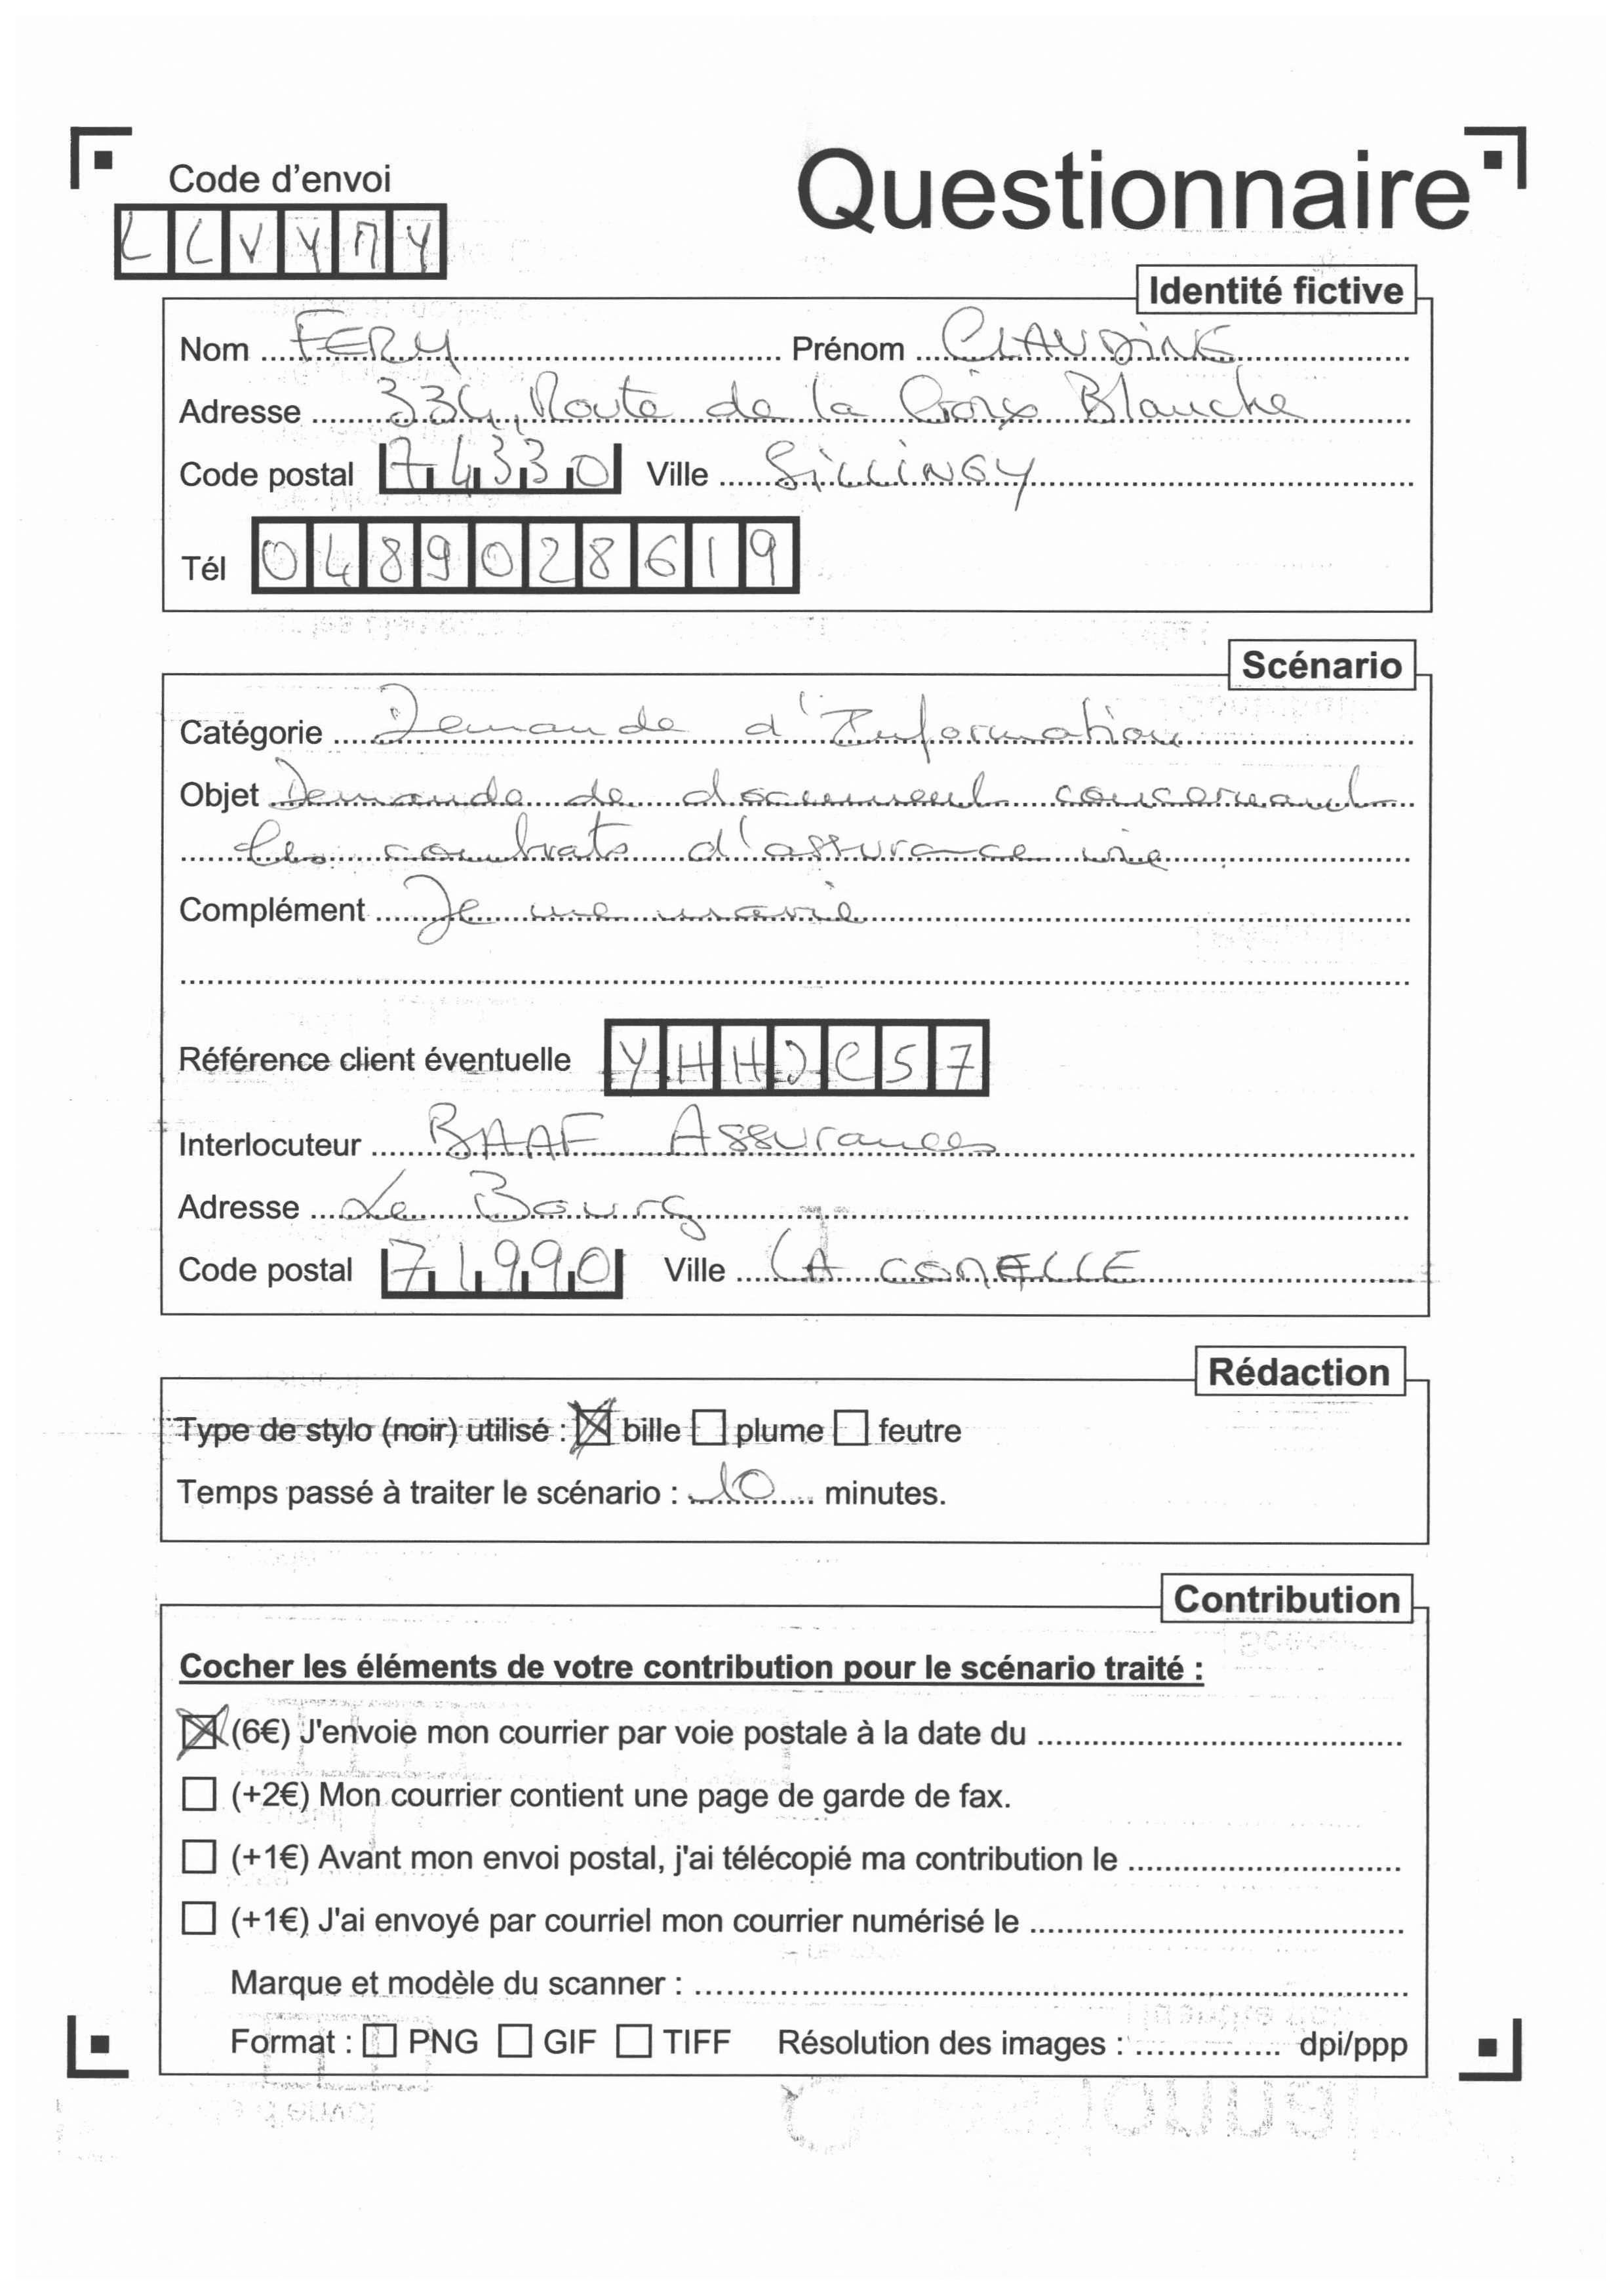 Code d'envoi
Questionnaire
LLVYMY
Identité fictive
Nom FERY Prénom CLAUDINE
Adresse 334, Route de la Croix Blanche
Code postal 74330 Ville SILLINGY
Tél 0489028619
Scénario
Catégorie Demande d'Information
Objet Demande de document concernant
les contrats d'assurance vie.
Complément Je me marie
Référence client éventuelle YHHJC57
Interlocuteur BAAF Assurances
Adresse Le Bourg
Code postal 71990 Ville LA COMELLE
Rédaction
Type de stylo (noir) utilisé : bille plume feutre
Temps passé à traiter le scénario : 10 minutes.
Contribution
Cocher les éléments de votre contribution pour le scénario traité :
(6€) J'envoie mon courrier par voie postale à la date du
(+2€) Mon courrier contient une page de garde de fax.
(+1€) Avant mon envoi postal, j'ai télécopié ma contribution le
(+1€) J'ai envoyé par courriel mon courrier numérisé le
Marque et modèle du scanner :
Format : PNG GIF TIFF Résolution des images : dpi/ppp